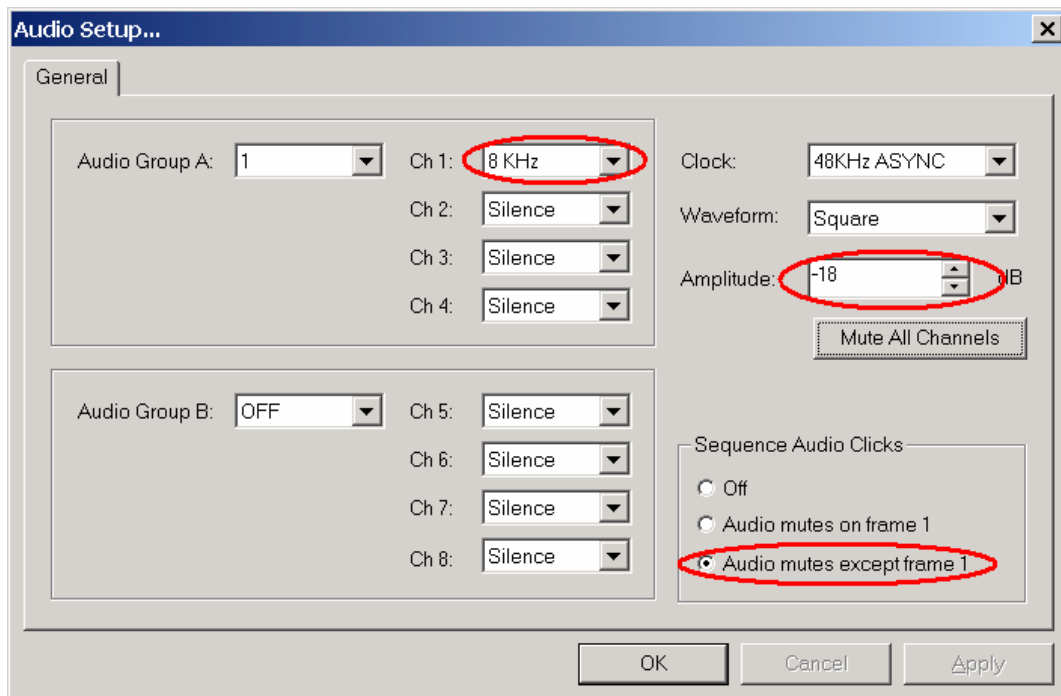 Audio Setup...
General
Audio Group A: 1
Ch 1: 8 KHz
Ch 2: Silence
Ch 3: Silence
Ch 4: Silence
Clock: 48KHz ASYNC
Waveform: Square
Amplitude: -18 dB
Mute All Channels
Audio Group B: OFF
Ch 5: Silence
Ch 6: Silence
Ch 7: Silence
Ch 8: Silence
Sequence Audio Clicks
Off
Audio mutes on frame 1
Audio mutes except frame 1
OK
Cancel
Apply